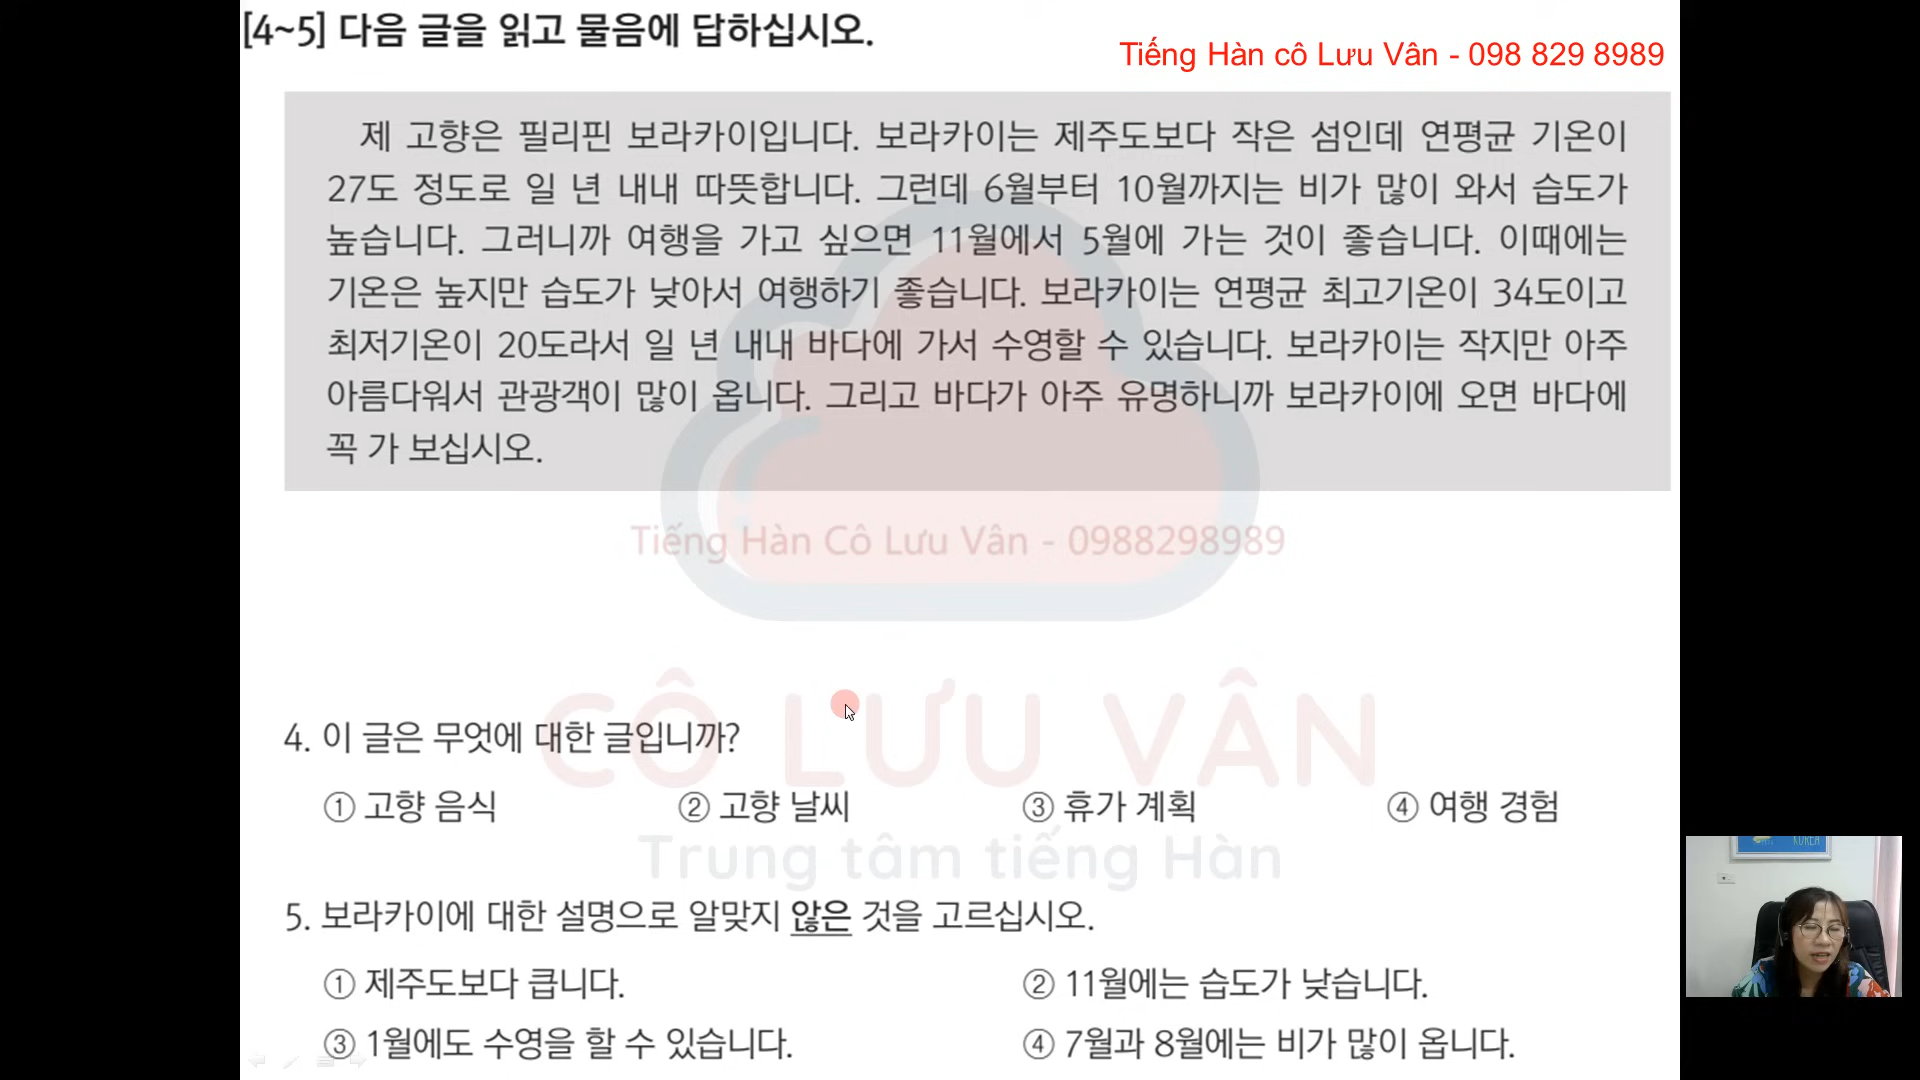 [4~5] 다음 글을 읽고 물음에 답하십시오.
Tiếng Hàn cô Lưu Vân - 098 829 8989
제 고향은 필리핀 보라카이입니다. 보라카이는 제주도보다 작은 섬인데 연평균 기온이
27도 정도로 일 년 내내 따뜻합니다. 그런데 6월부터 10월까지는 비가 많이 와서 습도가
높습니다. 그러니까 여행을 가고 싶으면 11월에서 5월에 가는 것이 좋습니다. 이때에는
기온은 높지만 습도가 낮아서 여행하기 좋습니다. 보라카이는 연평균 최고기온이 34도이고
최저기온이 20도라서 일 년 내내 바다에 가서 수영할 수 있습니다. 보라카이는 작지만 아주
아름다워서 관광객이 많이 옵니다. 그리고 바다가 아주 유명하니까 보라카이에 오면 바다에
꼭 가 보십시오.
Tiếng Hàn Cô Lưu Vân - 0988298989
CÔ LƯU VÂN
4. 이 글은 무엇에 대한 글입니까?
① 고향 음식 ② 고향 날씨 ③ 휴가 계획 ④ 여행 경험
Trung tâm tiếng Hàn
5. 보라카이에 대한 설명으로 알맞지 않은 것을 고르십시오.
① 제주도보다 큽니다. ② 11월에는 습도가 낮습니다.
③ 1월에도 수영을 할 수 있습니다. ④ 7월과 8월에는 비가 많이 옵니다.
KOREA